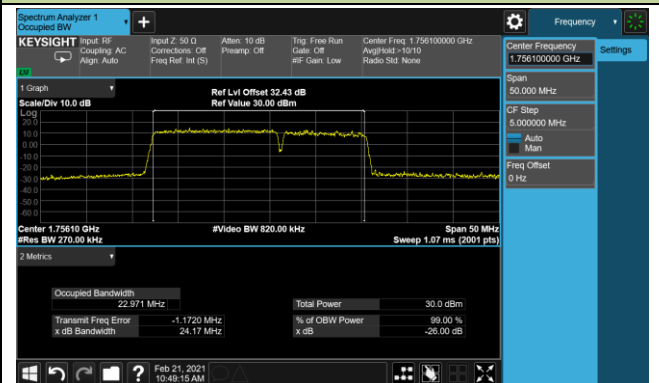 Spectrum Analyzer 1
Occupied BW
+
Frequency
KEYSIGHT
Input: RF
Coupling: AC
Align: Auto
Input Z: 50 Ω
Corrections: Off
Freq Ref: Int (S)
Atten: 10 dB
Preamp: Off
Trig: Free Run
Gate: Off
#IF Gain: Low
Center Freq: 1.756100000 GHz
Avg|Hold:>10/10
Radio Std: None
Center Frequency
1.756100000 GHz
Settings
Span
50.000 MHz
CF Step
5.000000 MHz
Auto
Man
Freq Offset
0 Hz
1 Graph
Ref Lvl Offset 32.43 dB
Scale/Div 10.0 dB
Ref Value 30.00 dBm
Log
20.0
10.0
0.00
-10.0
-20.0
-30.0
-40.0
-50.0
-60.0
Center 1.75610 GHz
#Video BW 820.00 kHz
Span 50 MHz
#Res BW 270.00 kHz
Sweep 1.07 ms (2001 pts)
2 Metrics
Occupied Bandwidth
22.971 MHz
Total Power
30.0 dBm
Transmit Freq Error
-1.1720 MHz
% of OBW Power
99.00 %
x dB Bandwidth
24.17 MHz
x dB
-26.00 dB
?
Feb 21, 2021
10:49:15 AM